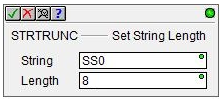 ?
STRTRUNC Set String Length
String SS0
Length 8